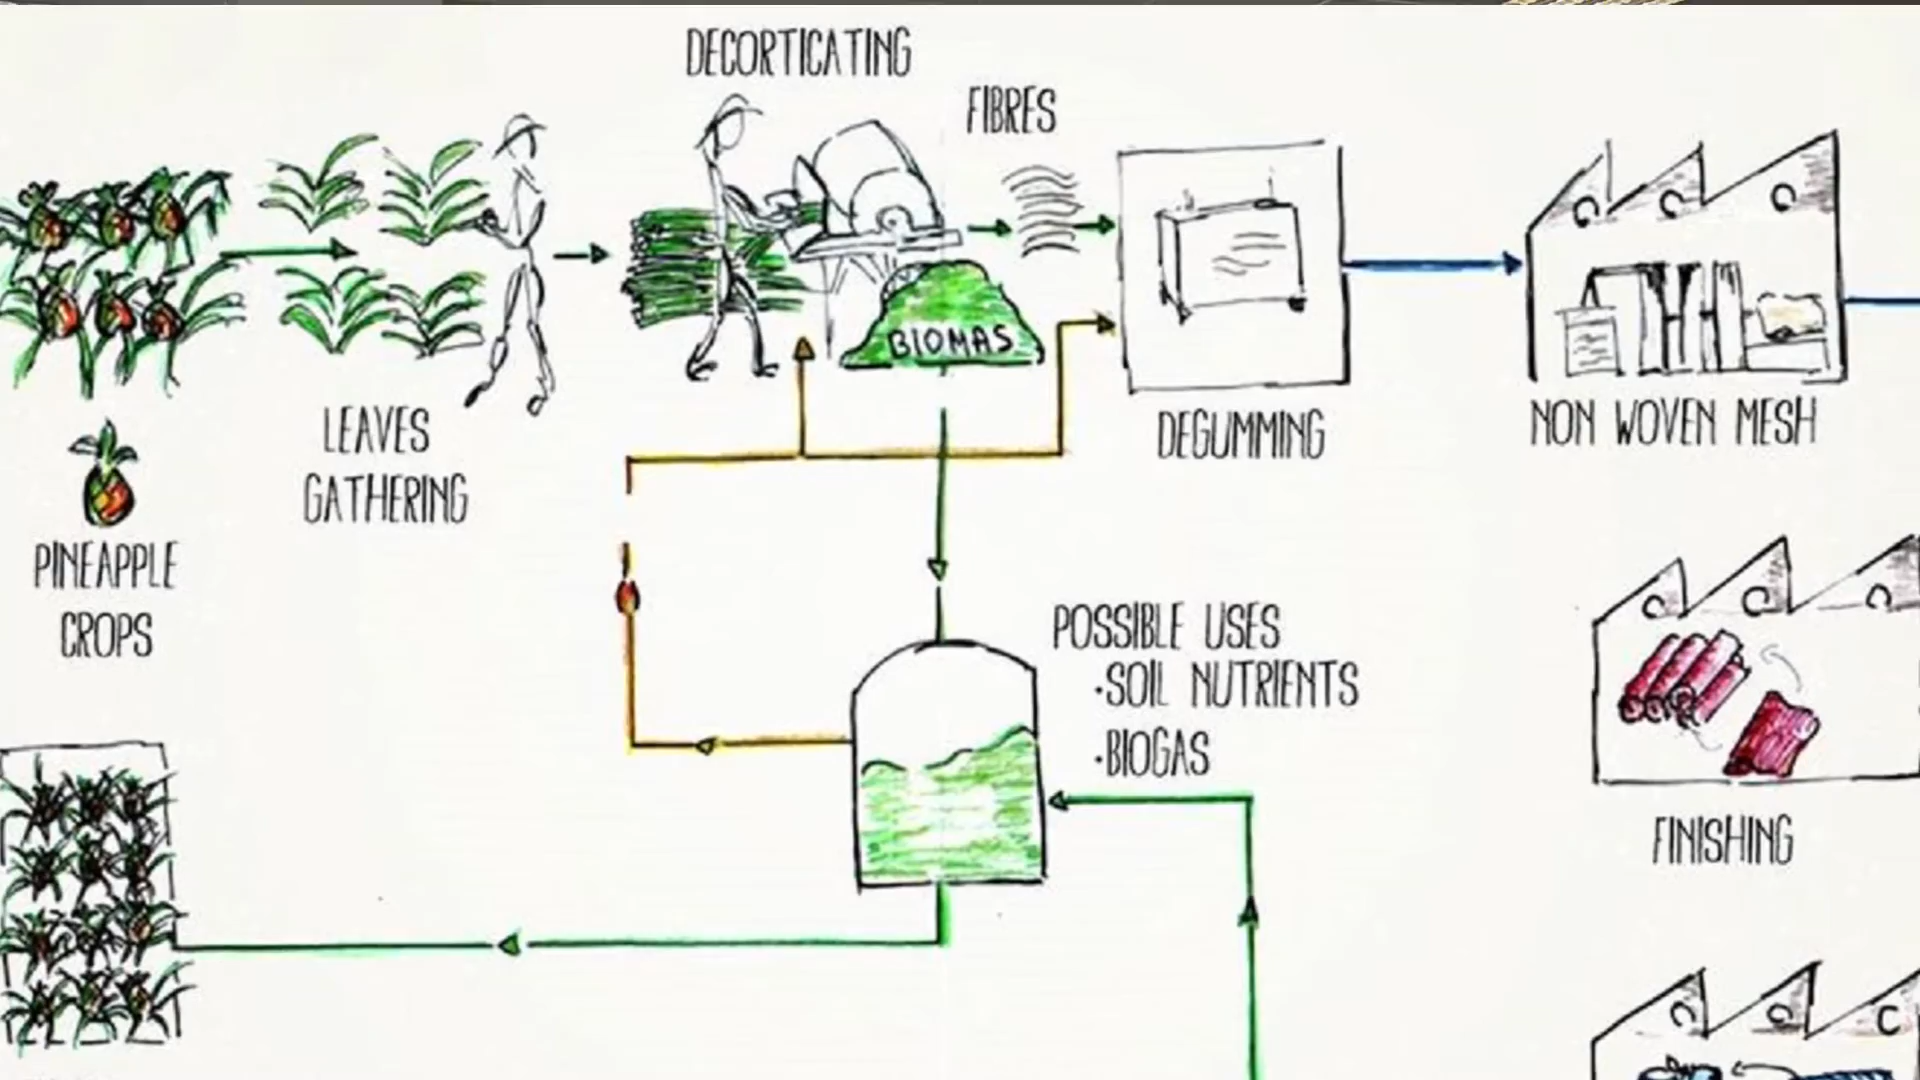 DECORTICATING
FIBRES
BIOMAS
LEAVES
GATHERING
DEGUMMING
NON WOVEN MESH
PINEAPPLE
CROPS
POSSIBLE USES
·SOIL NUTRIENTS
·BIOGAS
FINISHING